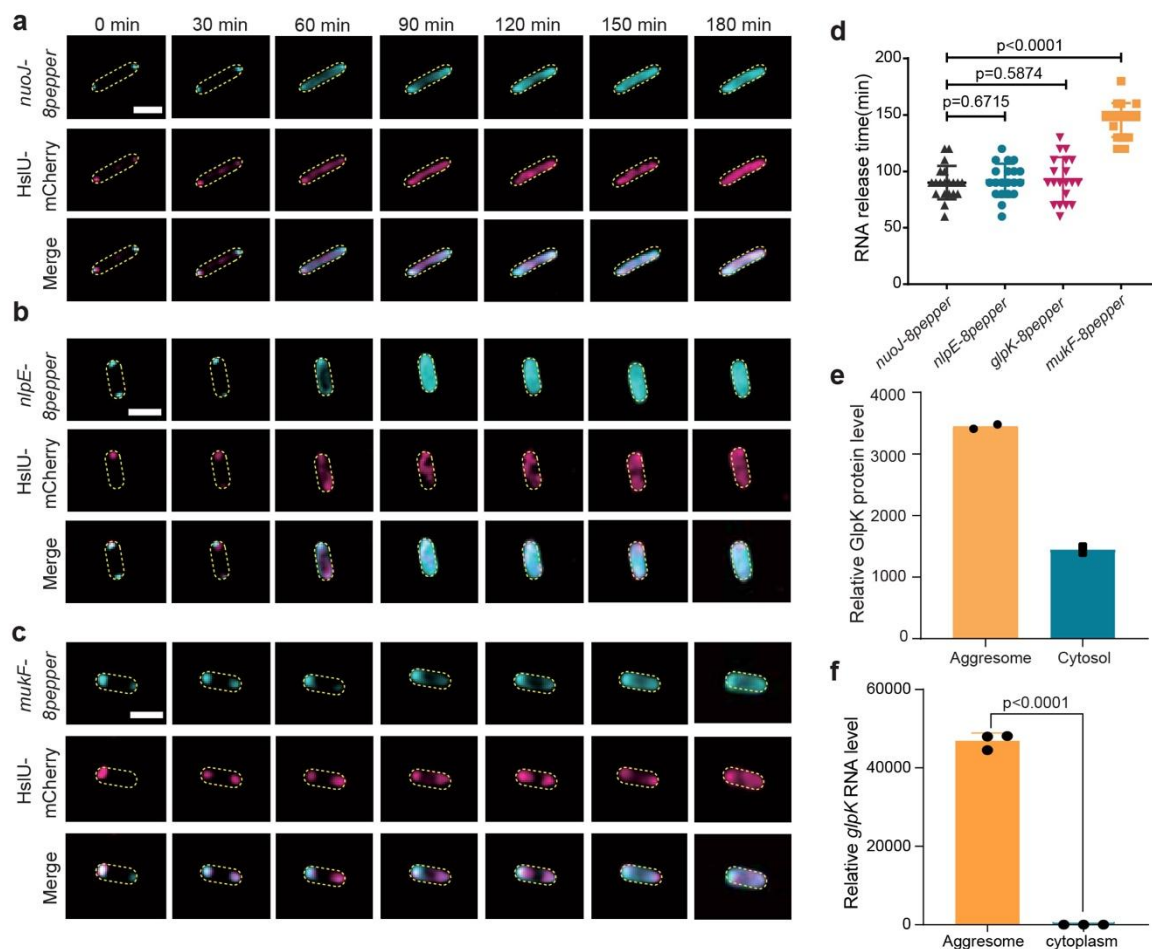 a
0 min 30 min 60 min 90 min 120 min 150 min 180 min
nuoJ-
8pepper
HslU-
mCherry
Merge
b
nlpE-
8pepper
HslU-
mCherry
Merge
c
mukF-
8pepper
HslU-
mCherry
Merge
d
p<0.0001
p=0.5874
p=0.6715
RNA release time(min)
200
150
100
50
0
nuoJ-8pepper
nlpE-8pepper
glpK-8pepper
mukF-8pepper
e
Relative GlpK protein level
4000
3000
2000
1000
0
Aggresome Cytosol
f
p<0.0001
Relative glpK RNA level
60000
40000
20000
0
Aggresome cytoplasm